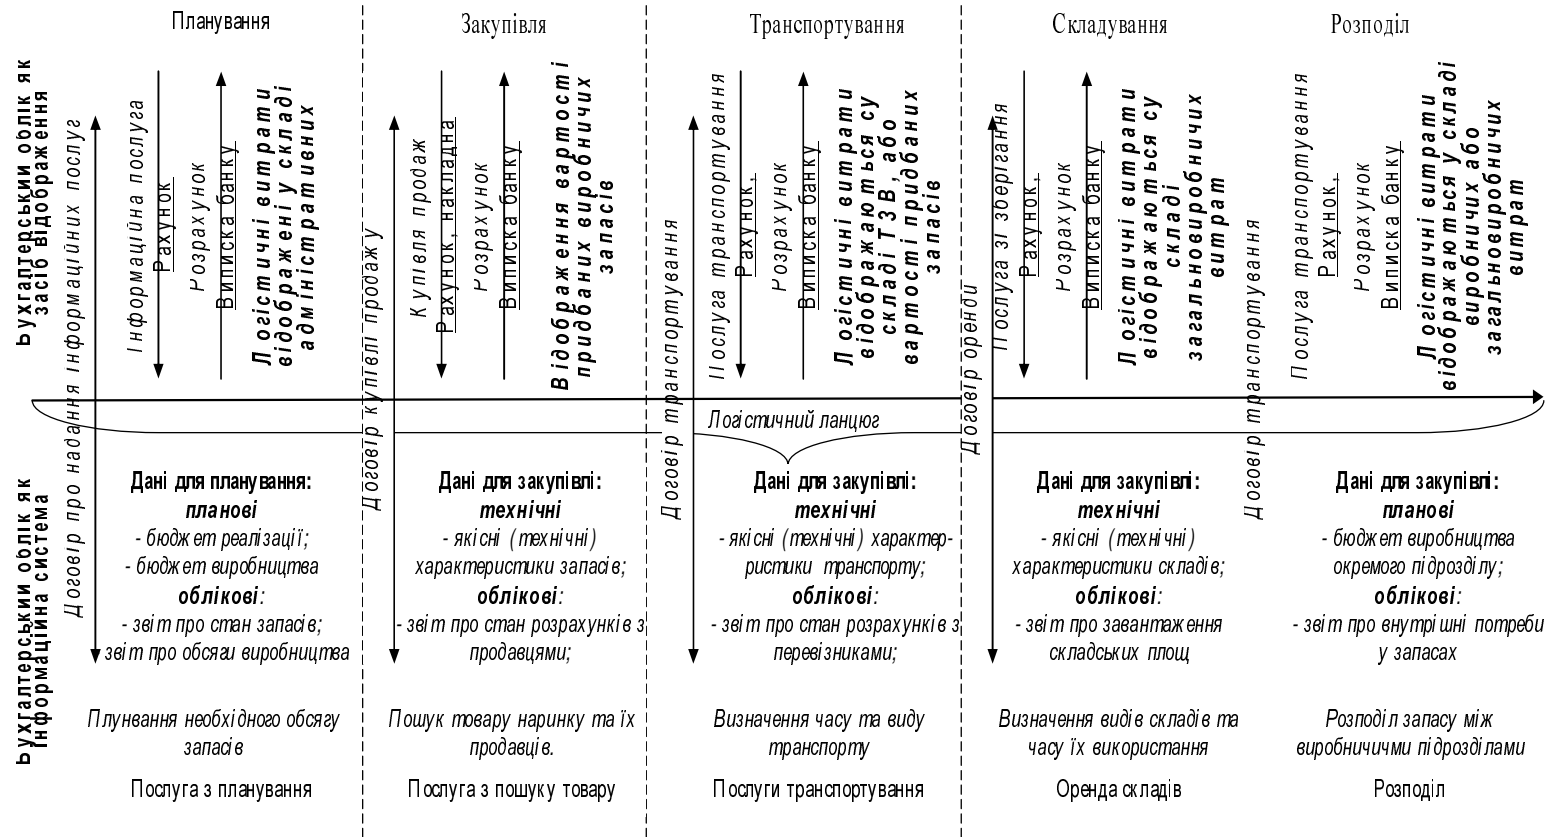 Планування
Закупівля
Транспортування
Складування
Розподіл
Бухгалтерський облік як
засіб відображення
Договір про надання інформаційних послуг
Інформаційна послуга
Рахунок
Розрахунок
Виписка банку
Логістичні витрати
відображені у складі
адміністративних
Договір купівлі продажу
Купівля продаж
Рахунок, накладна
Розрахунок
Виписка банку
Відображення вартості
придбаних виробничих
запасів
Договір транспортування
Послуга транспортування
Рахунок,
Розрахунок
Виписка банку
Логістичні витрати
відображаються су
складі ТЗВ, або
вартості придбаних
запасів
Договір оренди
Послуга зі зберігання
Рахунок,
Розрахунок
Виписка банку
Логістичні витрати
відображаються су
складі
загальновиробничих
витрат
Договір транспортування
Послуга транспортування
Рахунок,
Розрахунок
Виписка банку
Логістичні витрати
відображаються у складі
виробничих або
загальновиробничих
витрат
Логістичний ланцюг
Бухгалтерський облік як
інформаційна система
Дані для планування:
планові
- бюджет реалізації;
- бюджет виробництва
облікові:
- звіт про стан запасів;
- звіт про обсяги виробництва
Плунвання необхідного обсягу
запасів
Послуга з планування
Дані для закупівлі:
технічні
- якісні (технічні)
характеристики запасів;
облікові:
- звіт про стан розрахунків з
продавцями;
Пошук товару наринку та їх
продавців.
Послуга з пошуку товару
Дані для закупівлі:
технічні
- якісні (технічні) характер-
ристики транспорту;
облікові:
- звіт про стан розрахунків з
перевізниками;
Визначення часу та виду
транспорту
Послуги транспортування
Дані для закупівлі:
технічні
- якісні (технічні)
характеристики складів;
облікові:
- звіт про завантаження
складських площ
Визначення видів складів та
часу їх використання
Оренда складів
Дані для закупівлі:
планові
- бюджет виробництва
окремого підрозділу;
облікові:
- звіт про внутрішні потреби
у запасах
Розподіл запасу між
виробничичми підрозділами
Розподіл